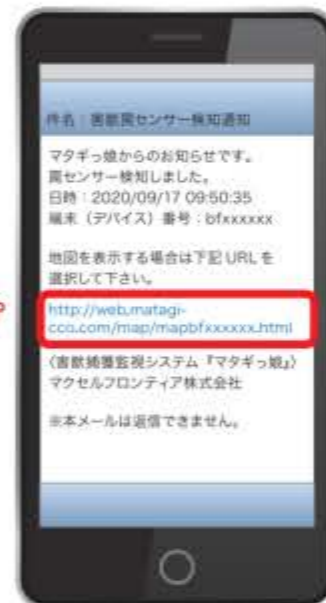 件名：害獣罠センサー検知通知
マタギっ娘からのお知らせです。
罠センサー検知しました。
日時：2020/09/17 09:50:35
端末（デバイス）番号：bfxxxxxx
地図を表示する場合は下記 URL を
選択して下さい。
http://web.matagi-
cco.com/map/mapbfxxxxxx.html
〈害獣捕獲監視システム『マタギっ娘』〉
マクセルフロンティア株式会社
※本メールは返信できません。